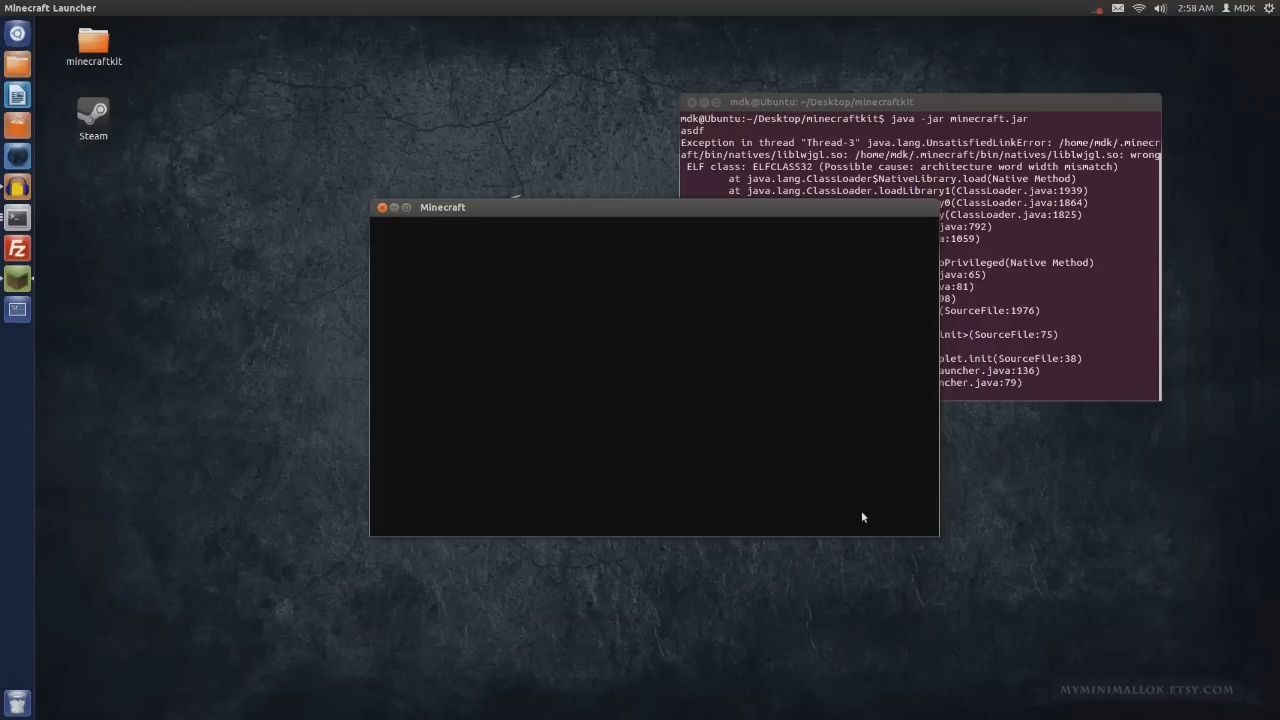 Minecraft Launcher
2:58 AM
MDK
minecraftkit
Steam
mdk@Ubuntu: ~/Desktop/minecraftkit
mdk@Ubuntu:~/Desktop/minecraftkit$ java -jar minecraft.jar
asdf
Exception in thread "Thread-3" java.lang.UnsatisfiedLinkError: /home/mdk/.minecr
aft/bin/natives/liblwjgl.so: /home/mdk/.minecraft/bin/natives/liblwjgl.so: wrong
ELF class: ELFCLASS32 (Possible cause: architecture word width mismatch)
at java.lang.ClassLoader$NativeLibrary.load(Native Method)
at java.lang.ClassLoader.loadLibrary1(ClassLoader.java:1939)
y0(ClassLoader.java:1864)
y(ClassLoader.java:1825)
java:792)
a:1059)
oPrivileged(Native Method)
java:65)
va:81)
98)
(SourceFile:1976)
init>(SourceFile:75)
plet.init(SourceFile:38)
auncher.java:136)
ncher.java:79)
Minecraft
FZ
MYMINIMALLOK.ETSY.COM